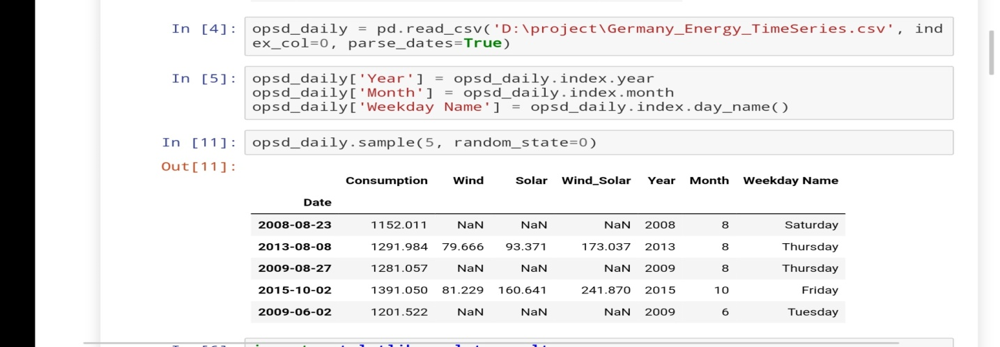 In [4]: opsd_daily = pd.read_csv('D:\project\Germany_Energy_TimeSeries.csv', ind
ex_col=0, parse_dates=True)
In [5]: opsd_daily['Year'] = opsd_daily.index.year
opsd_daily['Month'] = opsd_daily.index.month
opsd_daily['Weekday Name'] = opsd_daily.index.day_name()
In [11]: opsd_daily.sample(5, random_state=0)
Out[11]:
Consumption Wind Solar Wind_Solar Year Month Weekday Name
Date
2008-08-23 1152.011 NaN NaN NaN 2008 8 Saturday
2013-08-08 1291.984 79.666 93.371 173.037 2013 8 Thursday
2009-08-27 1281.057 NaN NaN NaN 2009 8 Thursday
2015-10-02 1391.050 81.229 160.641 241.870 2015 10 Friday
2009-06-02 1201.522 NaN NaN NaN 2009 6 Tuesday